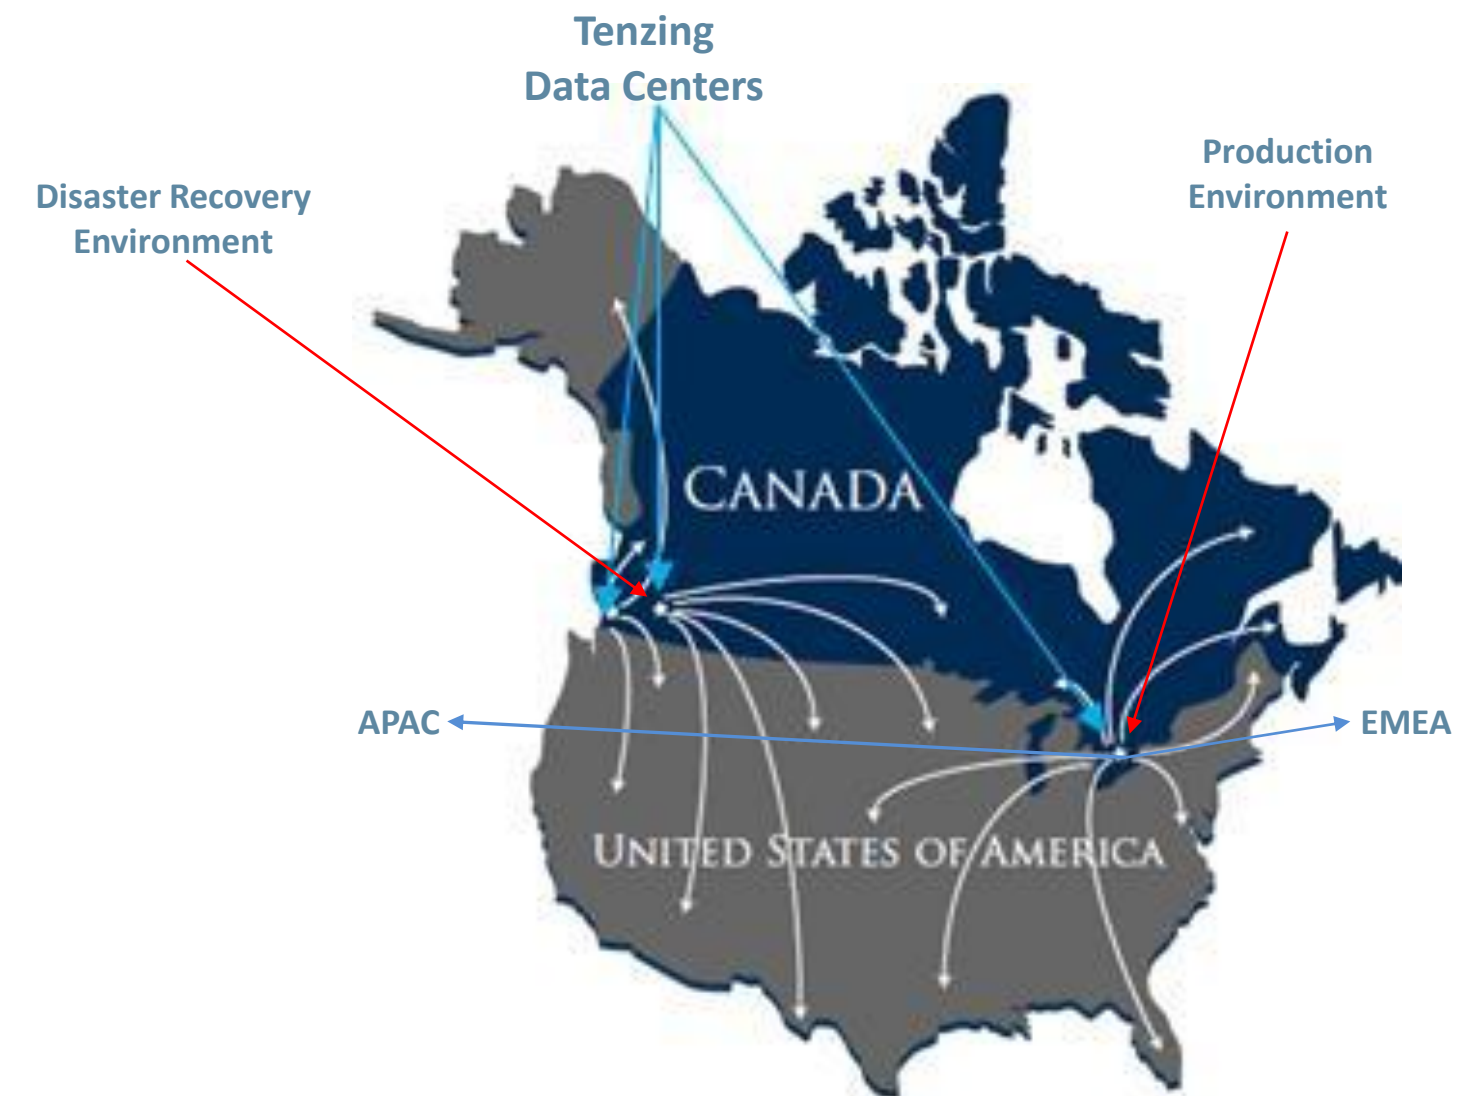 Tenzing
Data Centers
Production
Environment
Disaster Recovery
Environment
CANADA
APAC
EMEA
UNITED STATES OF AMERICA